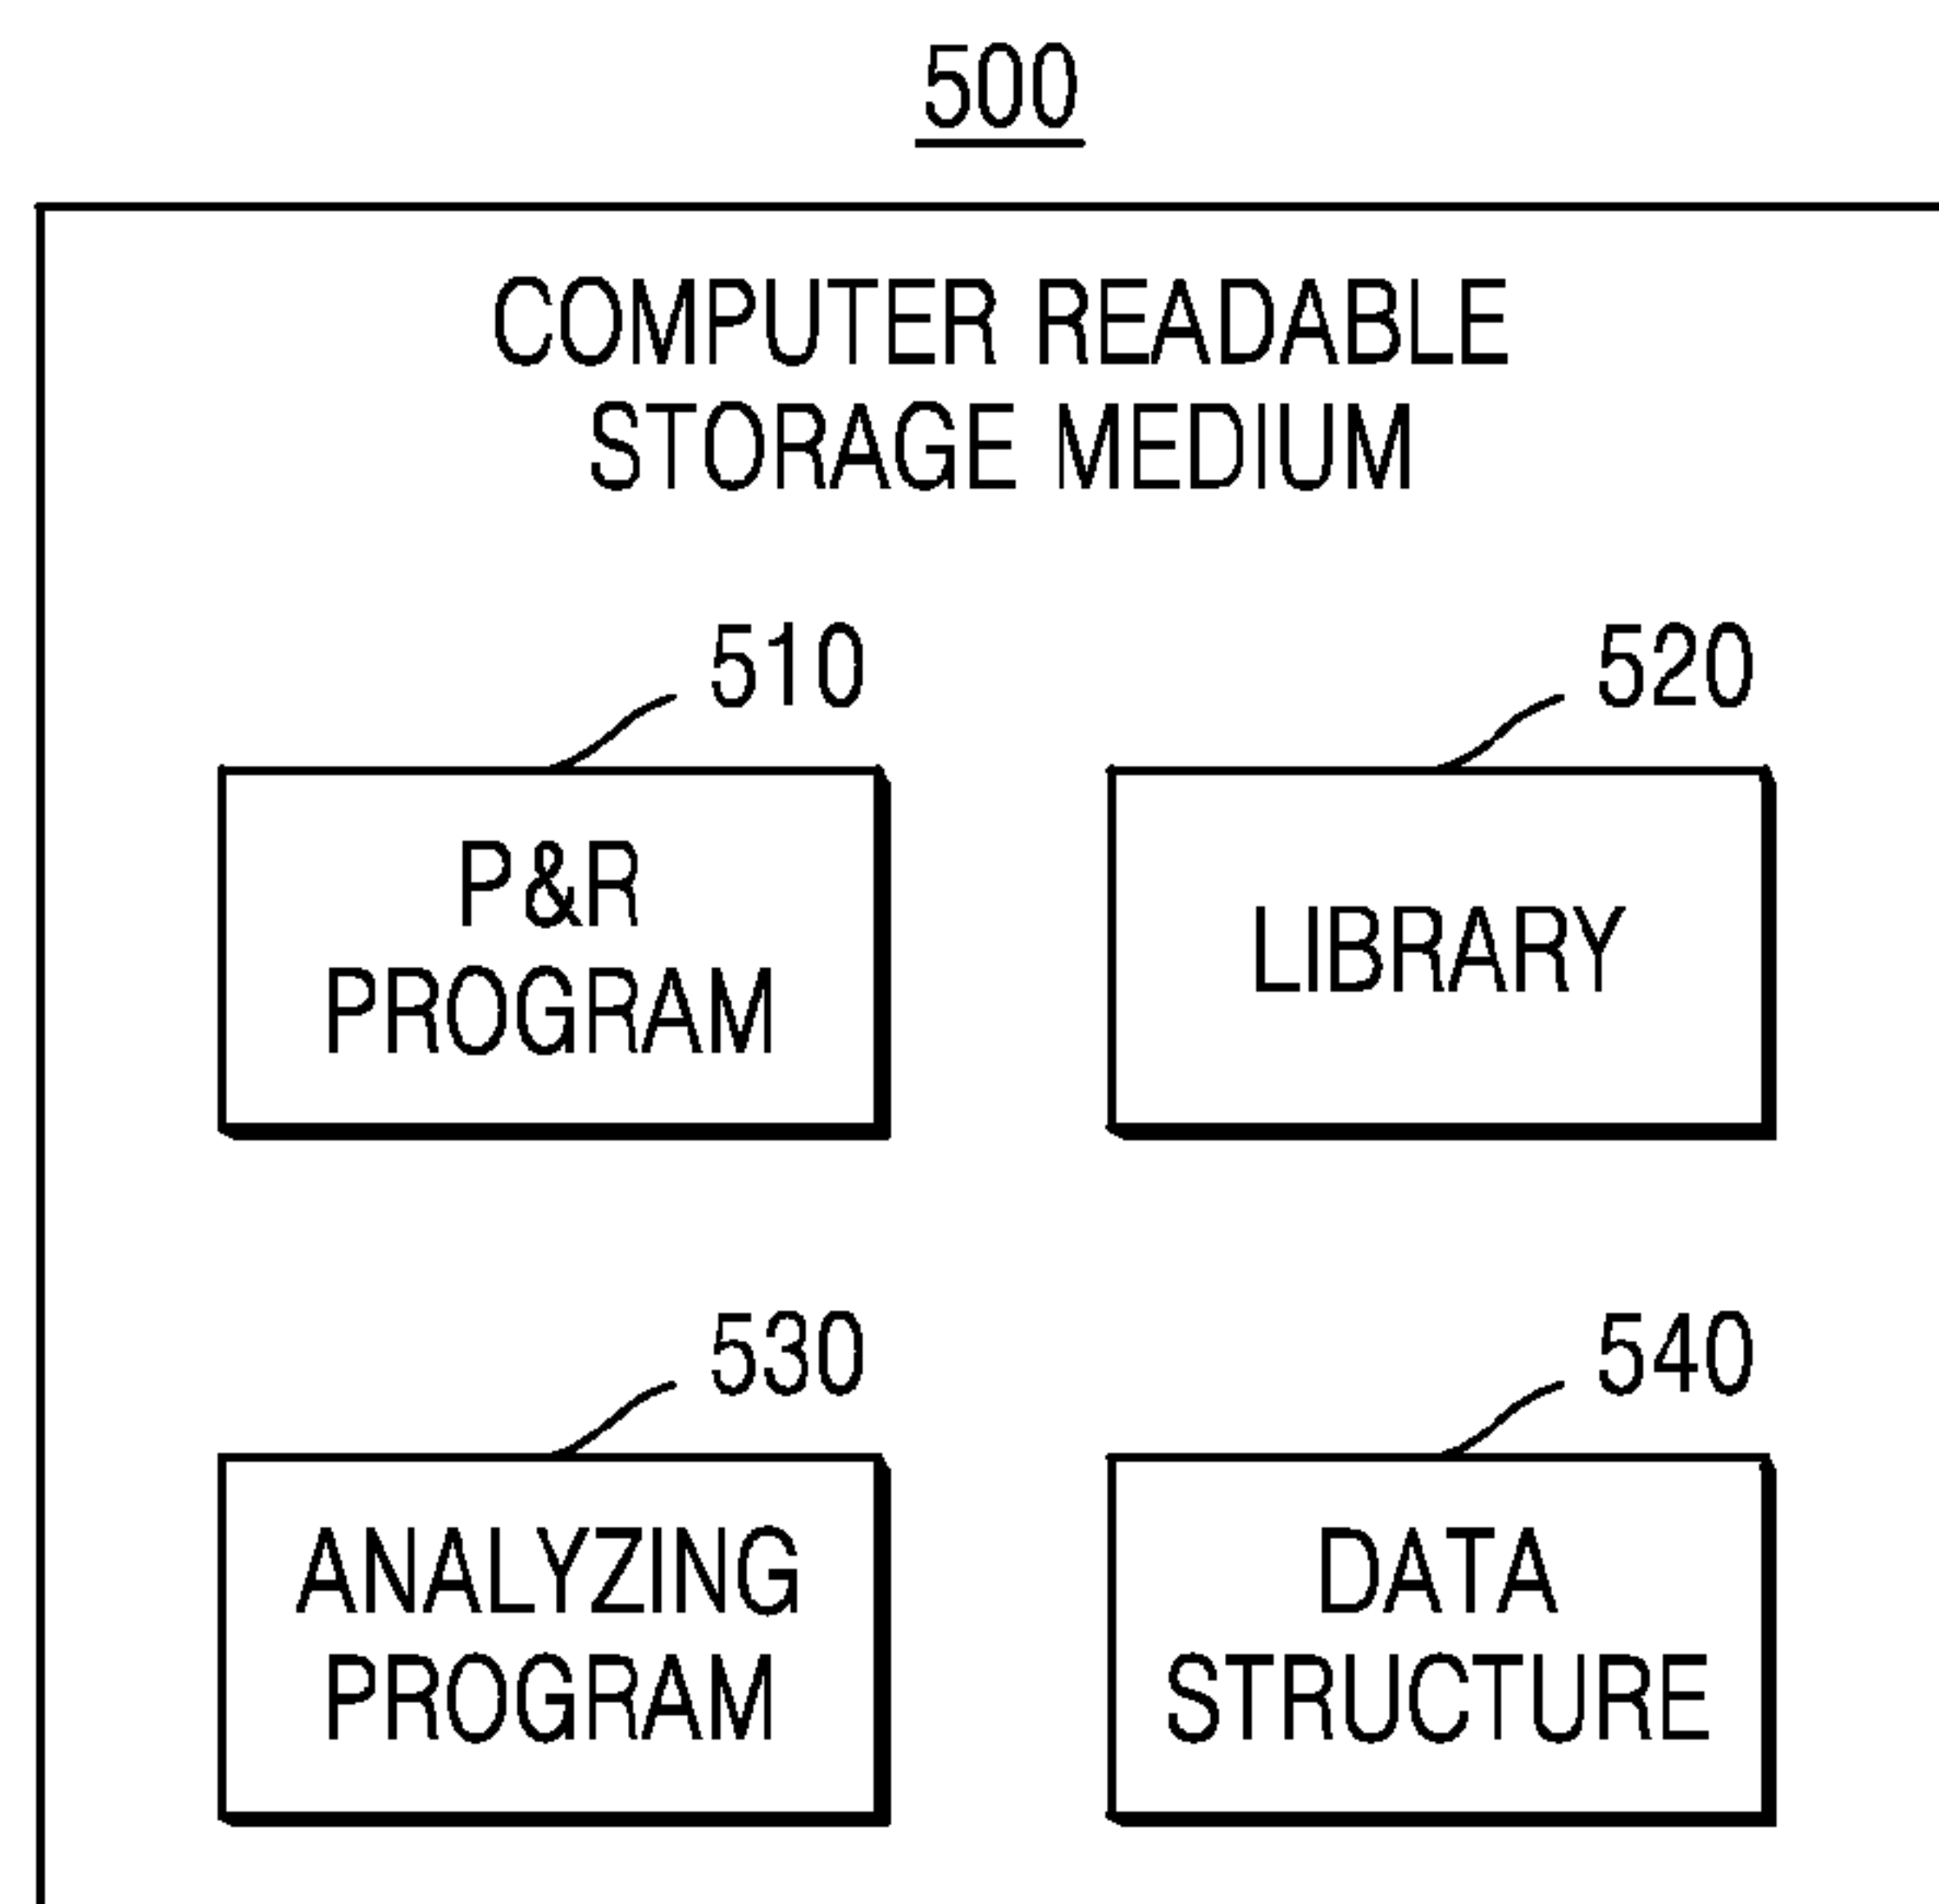 500
COMPUTER READABLE
STORAGE MEDIUM
510
520
P&R
PROGRAM
LIBRARY
530
540
ANALYZING
PROGRAM
DATA
STRUCTURE